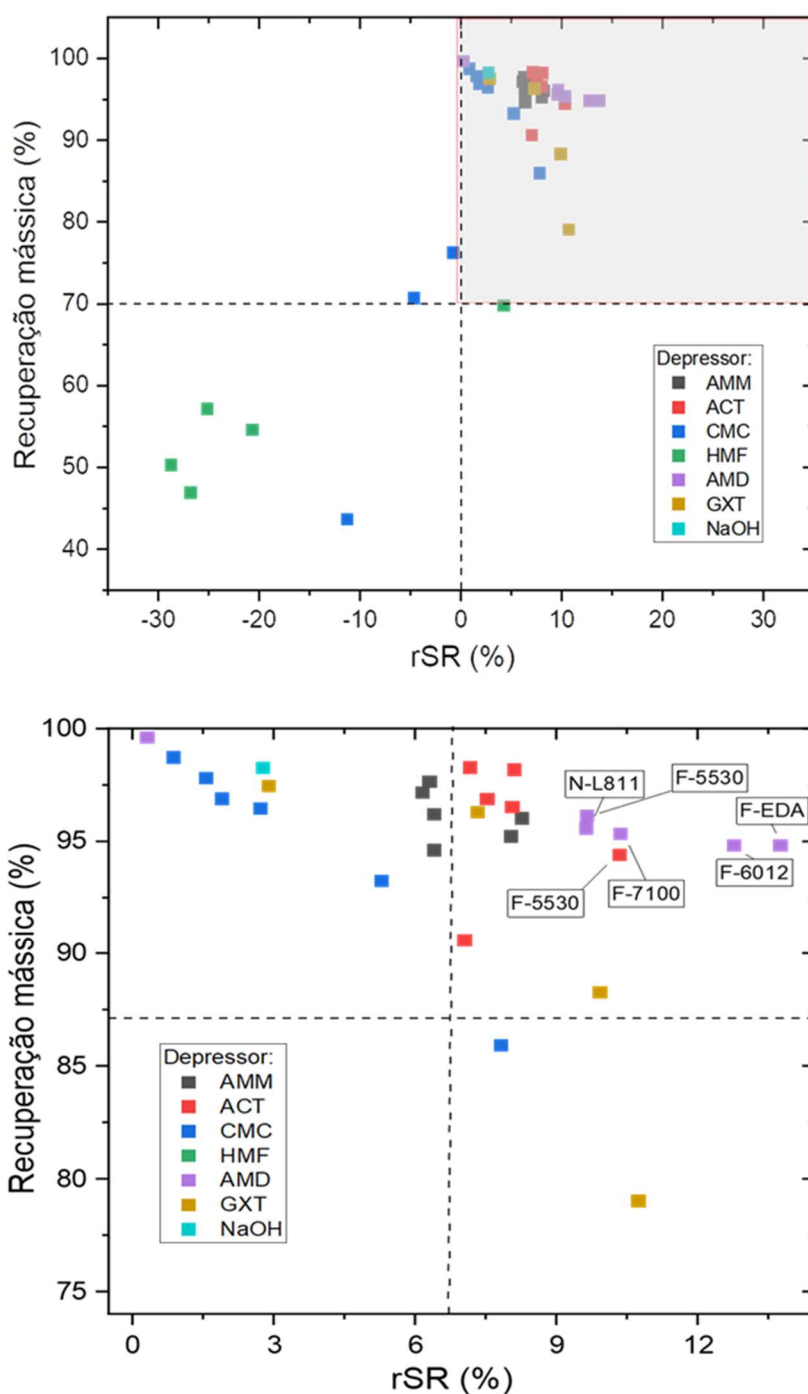 100
90
80
70
60
50
40
Recuperação mássica (%)
-30 -20 -10 0 10 20 30
rSR (%)
Depressor:
AMM
ACT
CMC
HMF
AMD
GXT
NaOH
100
95
90
85
80
75
Recuperação mássica (%)
N-L811
F-5530
F-EDA
F-6012
F-5530
F-7100
Depressor:
AMM
ACT
CMC
HMF
AMD
GXT
NaOH
0 3 6 9 12
rSR (%)